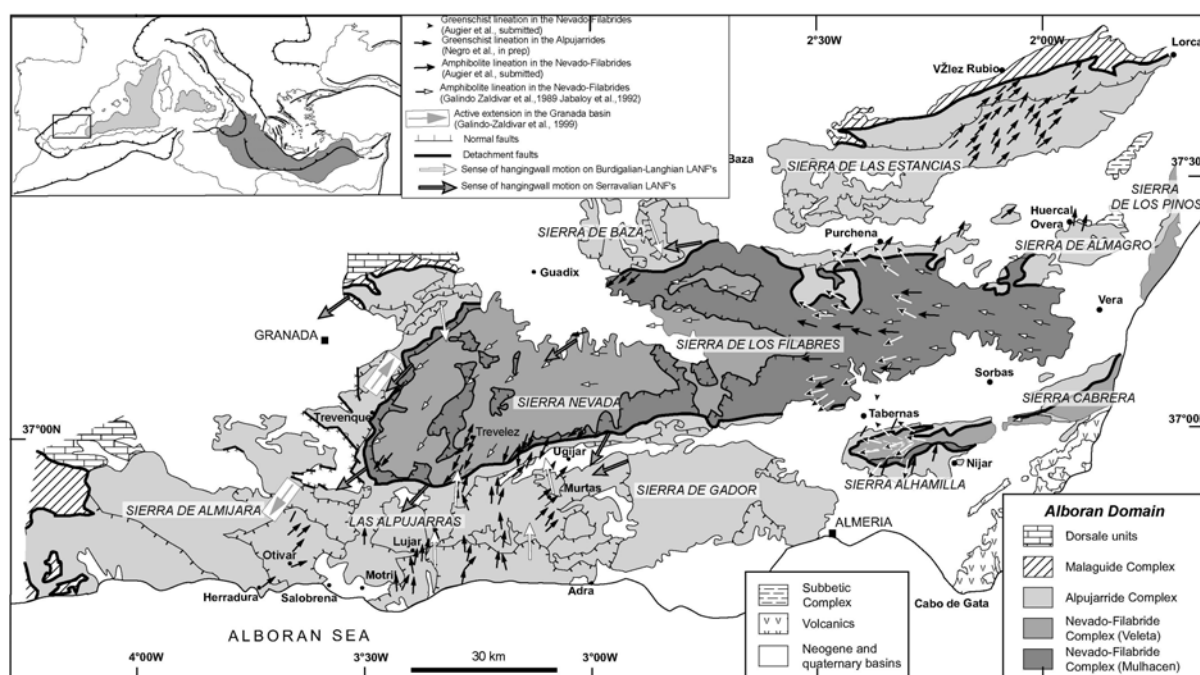 Greenschist lineation in the Nevado-Filabrides
(Augier et al., submitted)
Greenschist lineation in the Alpujarrides
(Negro et al., in prep)
Amphibolite lineation in the Nevado-Filabrides
(Augier et al., submitted)
Amphibolite lineation in the Nevado-Filabrides
(Galindo Zaldivar et al.,1989 Jabaloy et al.,1992)
Active extension in the Granada basin
(Galindo-Zaldivar et al., 1999)
Normal faults
Detachment faults
Sense of hangingwall motion on Burdigalian-Langhian LANF's
Sense of hangingwall motion on Serravalian LANF's
2°30"
2°00"
Lorca
VŽlez Rubio
Baza
SIERRA DE LAS ESTANCIAS
37°30
SIERRA
DE LOS PINOS
Huercal
Overa
SIERRA DE BAZA
Purchena
SIERRA DE ALMAGRO
Guadix
Vera
GRANADA
SIERRA DE LOS FILABRES
Sorbas
SIERRA NEVADA
SIERRA CABRERA
Trevenque
Tabernas
37°00N
37°00
Trevelez
Ugijar
Nijar
SIERRA ALHAMILLA
Murtas
SIERRA DE GADOR
SIERRA DE ALMIJARA
LAS ALPUJARRAS
ALMERIA
Lujar
Otivar
Motril
Herradura
Salobrena
Adra
Cabo de Gata
ALBORAN SEA
4°00'
3°30"
30 km
3°00"
Subbetic
Complex
Volcanics
Neogene and
quaternary basins
Alboran Domain
Dorsale units
Malaguide Complex
Alpujarride Complex
Nevado-Filabride
Complex (Veleta)
Nevado-Filabride
Complex (Mulhacen)